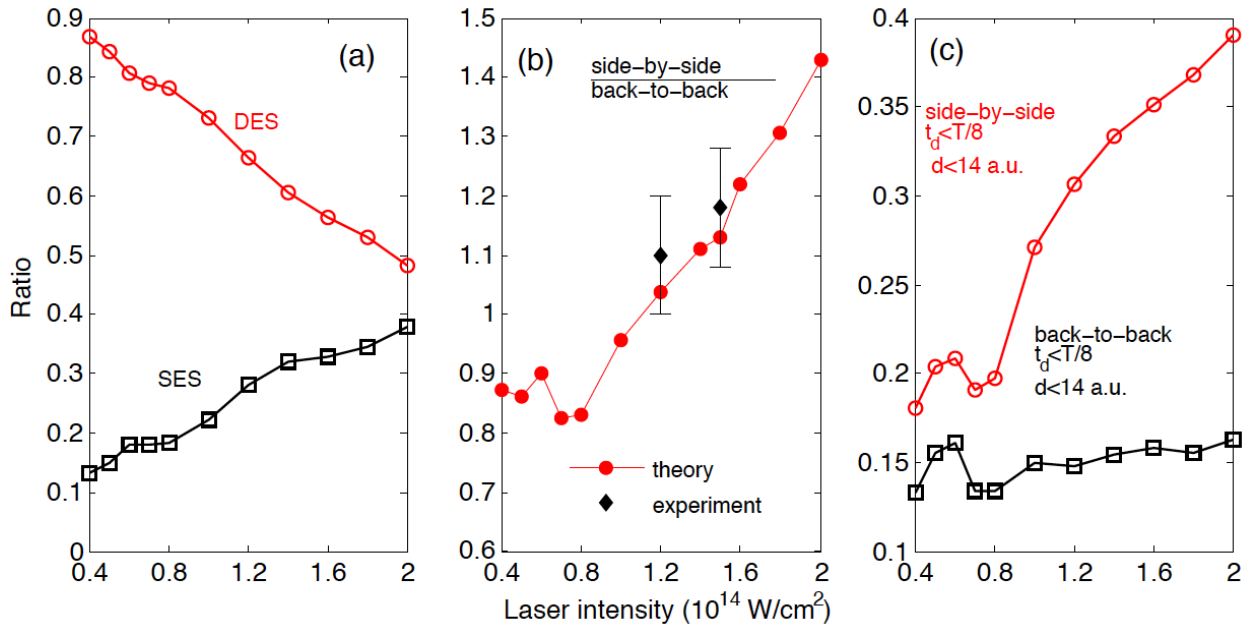 (a)
DES
SES
Ratio
0.9
0.8
0.7
0.6
0.5
0.4
0.3
0.2
0.1
0
0.4
0.8
1.2
1.6
2
(b)
side−by−side
back−to−back
theory
experiment
1.5
1.4
1.3
1.2
1.1
1
0.9
0.8
0.7
0.6
0.4
0.8
1.2
1.6
2
Laser intensity (10^14 W/cm^2)
(c)
side−by−side
t_d<T/8
d<14 a.u.
back−to−back
t_d<T/8
d<14 a.u.
0.4
0.35
0.3
0.25
0.2
0.15
0.1
0.4
0.8
1.2
1.6
2